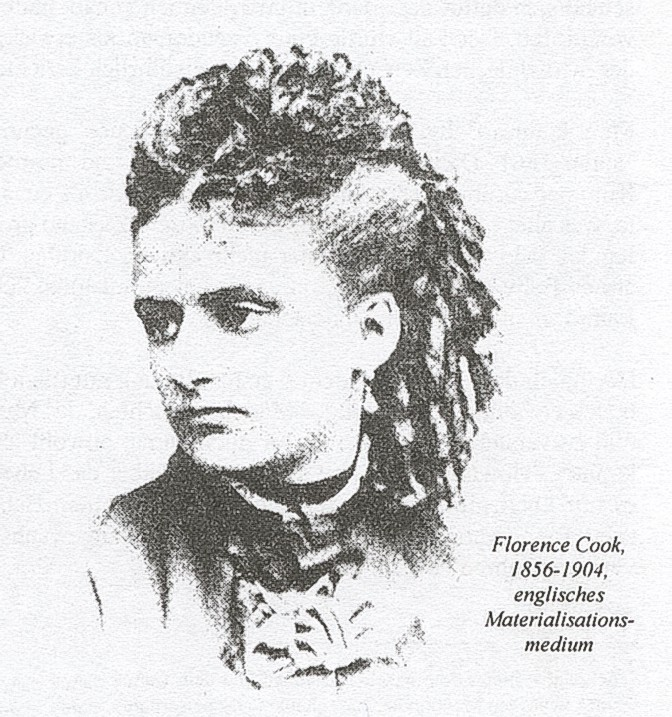 Florence Cook,
1856-1904,
englisches
Materialisations-
medium